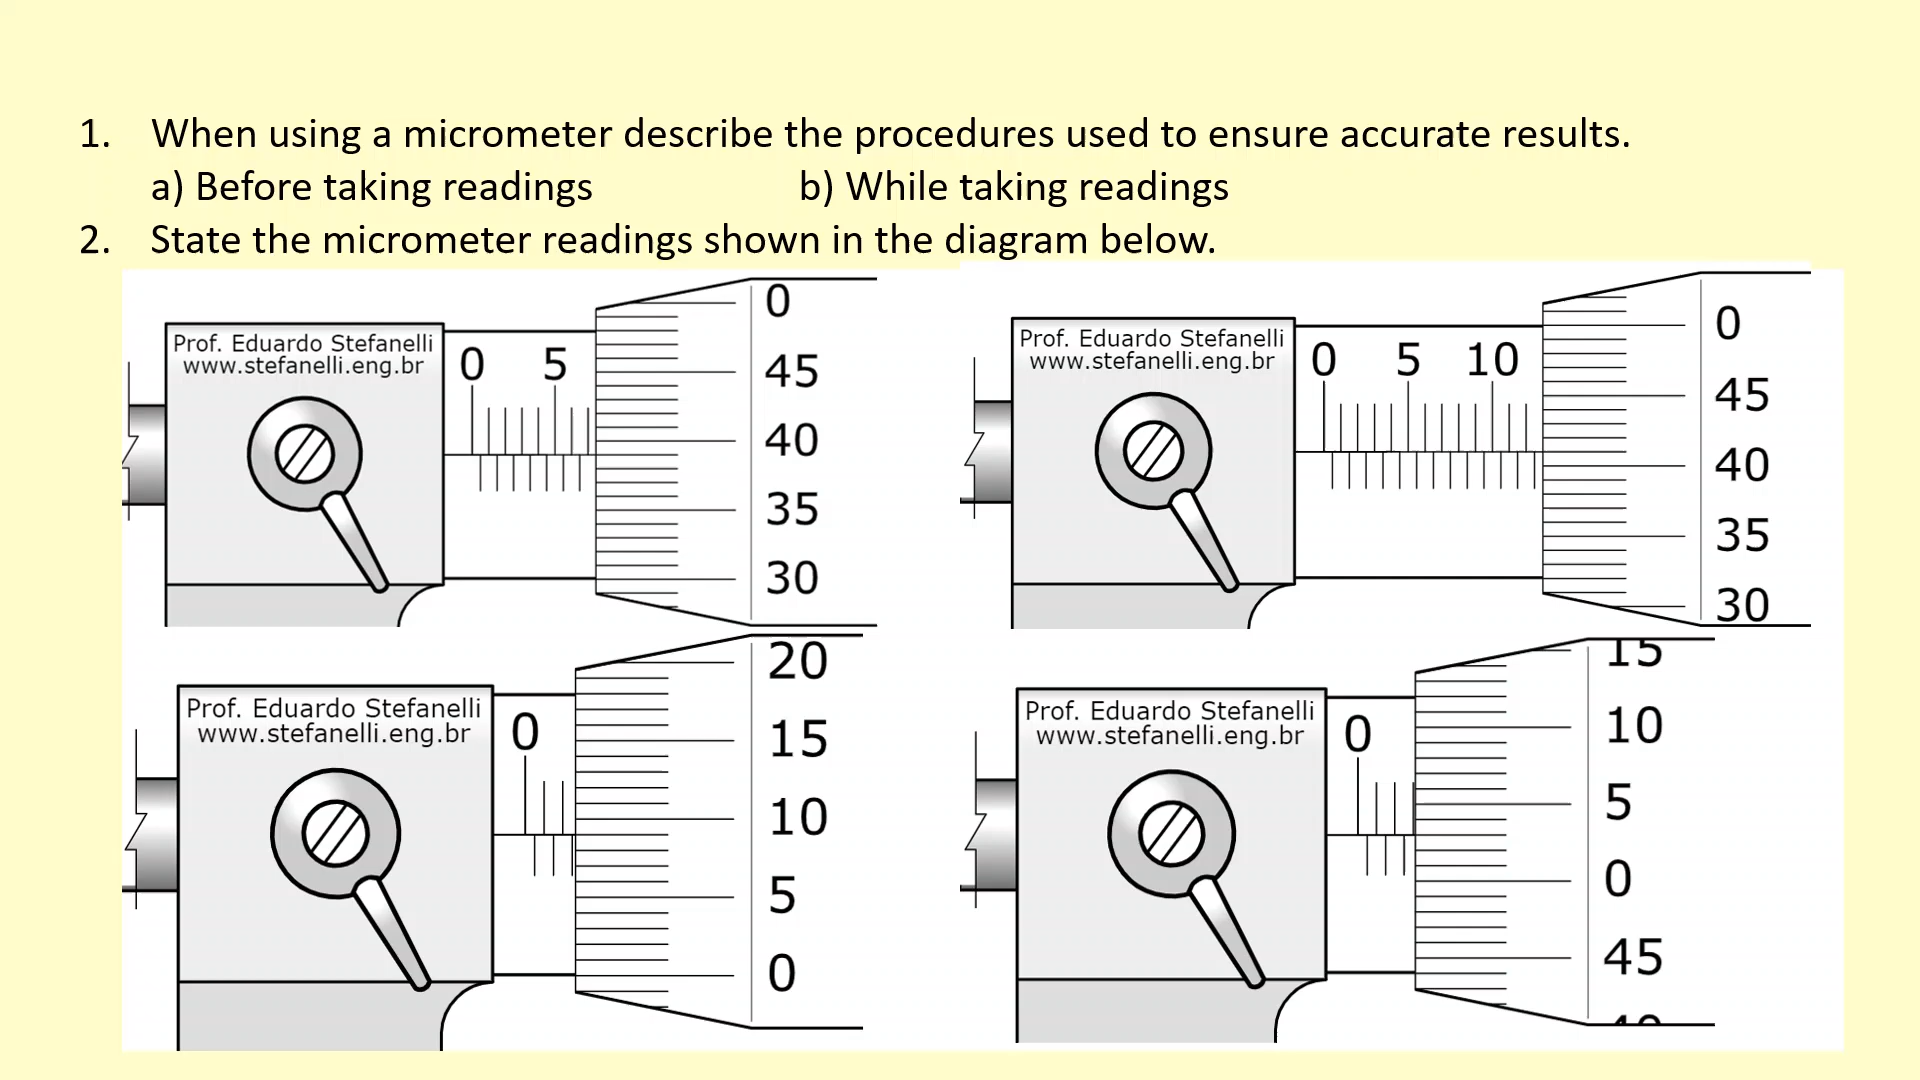 1. When using a micrometer describe the procedures used to ensure accurate results.
a) Before taking readings b) While taking readings
2. State the micrometer readings shown in the diagram below.
Prof. Eduardo Stefanelli
www.stefanelli.eng.br
0 5
0
45
40
35
30
Prof. Eduardo Stefanelli
www.stefanelli.eng.br
0 5 10
0
45
40
35
30
Prof. Eduardo Stefanelli
www.stefanelli.eng.br
0
20
15
10
5
0
Prof. Eduardo Stefanelli
www.stefanelli.eng.br
0
15
10
5
0
45
40